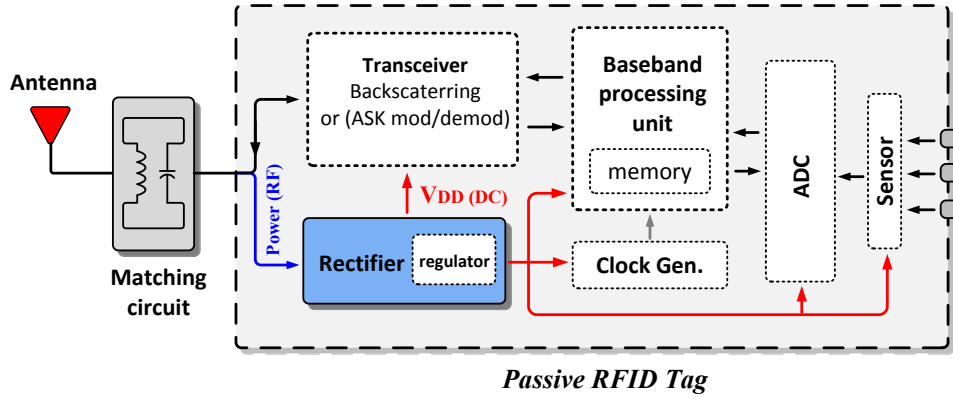 Antenna
Matching
circuit
Power (RF)
Transceiver
Backscaterring
or (ASK mod/demod)
VDD (DC)
Rectifier
regulator
Baseband
processing
unit
memory
Clock Gen.
ADC
Sensor
Passive RFID Tag